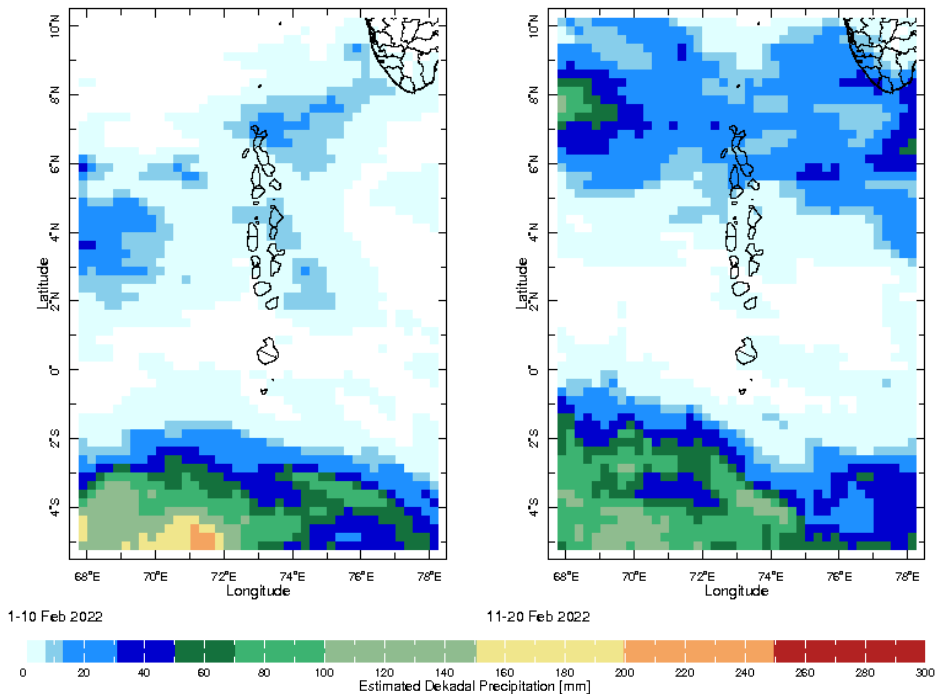 10°N
8°N
6°N
4°N
2°N
0°
2°S
4°S
Latitude
68°E 70°E 72°E 74°E 76°E 78°E
Longitude
10°N
8°N
6°N
4°N
2°N
0°
2°S
4°S
Latitude
68°E 70°E 72°E 74°E 76°E 78°E
Longitude
1-10 Feb 2022
11-20 Feb 2022
0 20 40 60 80 100 120 140 160 180 200 220 240 260 280 300
Estimated Dekadal Precipitation [mm]